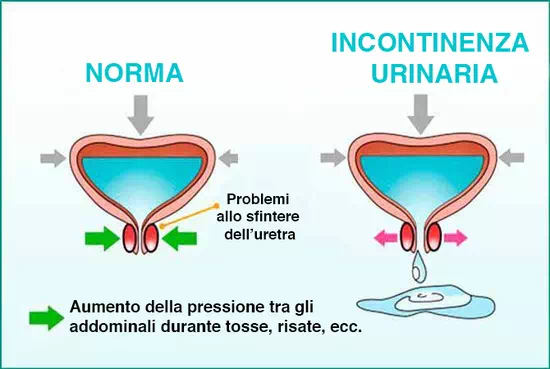 NORMA
INCONTINENZA
URINARIA
Problemi
allo sfintere
dell'uretra
Aumento della pressione tra gli
addominali durante tosse, risate, ecc.